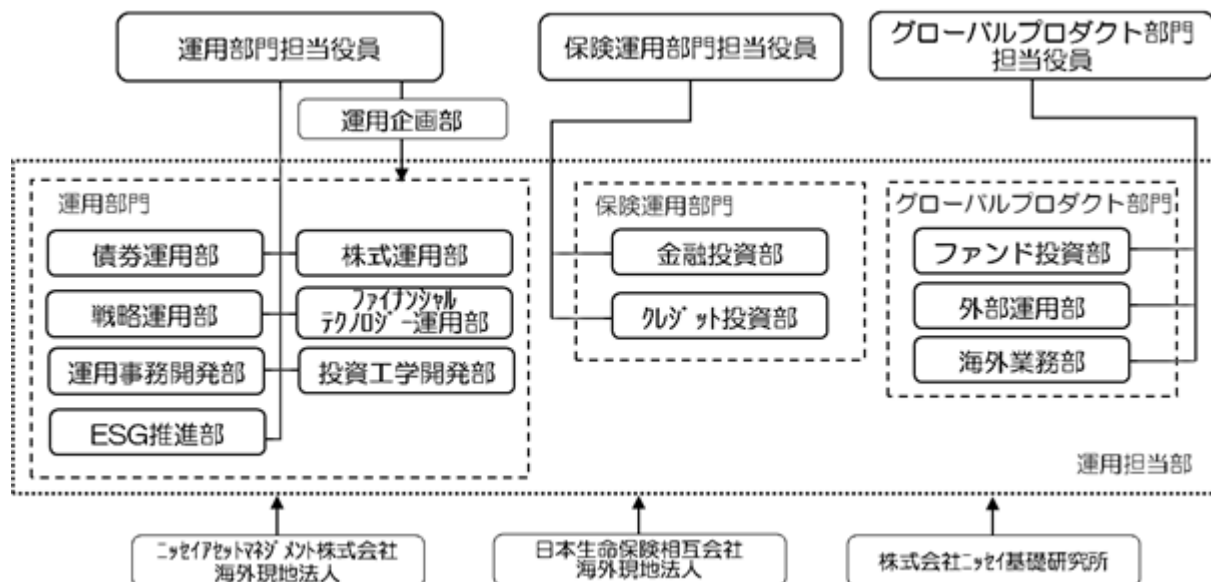 運用部門担当役員
保険運用部門担当役員
グローバルプロダクト部門
担当役員
運用企画部
運用部門
保険運用部門
グローバルプロダクト部門
債券運用部
株式運用部
金融投資部
ファンド投資部
戦略運用部
ファイナンシャル
テクノロジー運用部
クレジット投資部
外部運用部
運用事務開発部
投資工学開発部
海外業務部
ESG推進部
運用担当部
ニッセイアセットマネジメント株式会社
海外現地法人
日本生命保険相互会社
海外現地法人
株式会社ニッセイ基礎研究所